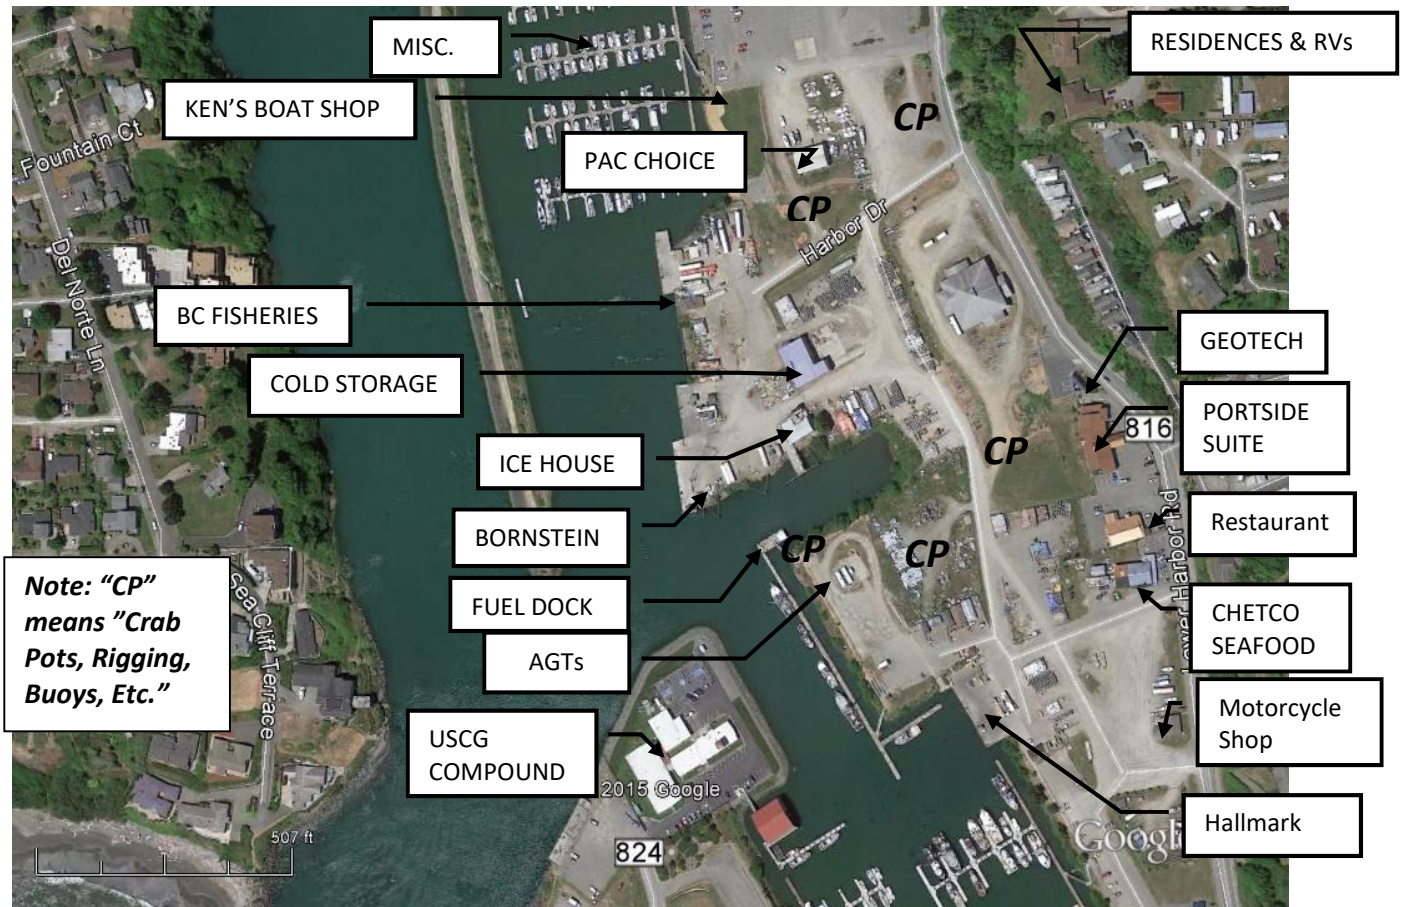 MISC.
RESIDENCES & RVs
KEN'S BOAT SHOP
CP
Fountain Ct
PAC CHOICE
CP
Harbor Dr
Del Norte Ln
BC FISHERIES
GEOTECH
COLD STORAGE
PORTSIDE
SUITE
816
CP
ICE HOUSE
BORNSTEIN
Restaurant
CP
CP
Note: “CP”
means ”Crab
Pots, Rigging,
Buoys, Etc.”
Sea Cliff Terrace
FUEL DOCK
Lower Harbor Rd
CHETCO
SEAFOOD
AGTs
USCG
COMPOUND
Motorcycle
Shop
2015 Google
Hallmark
507 ft
824
Google